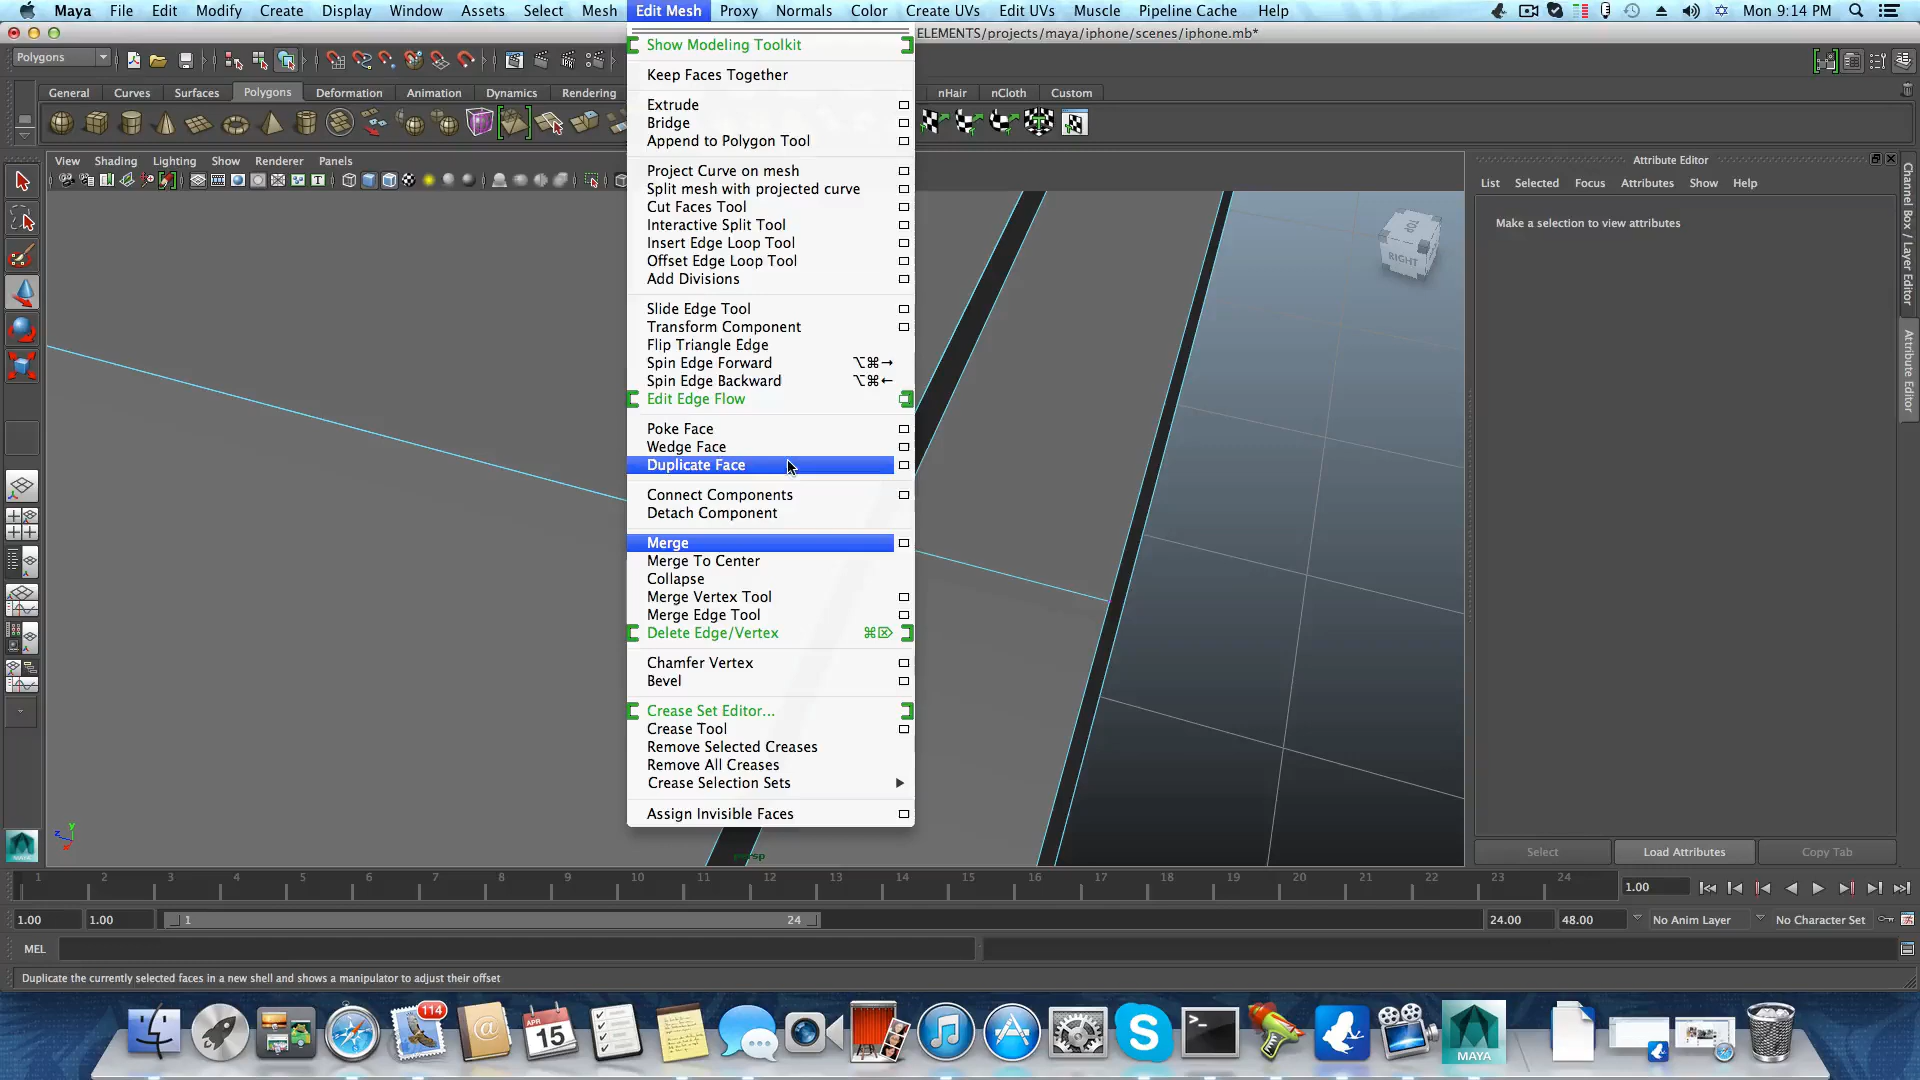 Maya File Edit Modify Create Display Window Assets Select Mesh Edit Mesh Proxy Normals Color Create UVs Edit UVs Muscle Pipeline Cache Help Mon 9:14 PM
ELEMENTS/projects/maya/iphone/scenes/iphone.mb*
Polygons
General Curves Surfaces Polygons Deformation Animation Dynamics Rendering nHair nCloth Custom
View Shading Lighting Show Renderer Panels
Show Modeling Toolkit
Keep Faces Together
Extrude
Bridge
Append to Polygon Tool
Project Curve on mesh
Split mesh with projected curve
Cut Faces Tool
Interactive Split Tool
Insert Edge Loop Tool
Offset Edge Loop Tool
Add Divisions
Slide Edge Tool
Transform Component
Flip Triangle Edge
Spin Edge Forward ⌥⌘→
Spin Edge Backward ⌥⌘←
Edit Edge Flow
Poke Face
Wedge Face
Duplicate Face
Connect Components
Detach Component
Merge
Merge To Center
Collapse
Merge Vertex Tool
Merge Edge Tool
Delete Edge/Vertex ⌘⌦
Chamfer Vertex
Bevel
Crease Set Editor...
Crease Tool
Remove Selected Creases
Remove All Creases
Crease Selection Sets
Assign Invisible Faces
TOP
RIGHT
Attribute Editor
List Selected Focus Attributes Show Help
Make a selection to view attributes
Channel Box / Layer Editor
Attribute Editor
Select Load Attributes Copy Tab
y
z
x
persp
1 2 3 4 5 6 7 8 9 10 11 12 13 14 15 16 17 18 19 20 21 22 23 24 1.00
1.00 1.00 1 24 24.00 48.00 No Anim Layer No Character Set
MEL
Duplicate the currently selected faces in a new shell and shows a manipulator to adjust their offset
114
APR
15
MAYA